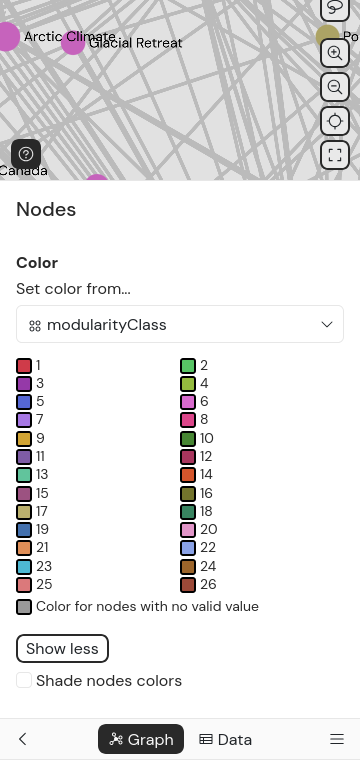 Arctic Climate
Glacial Retreat
Po
Canada
Nodes
Color
Set color from...
modularityClass
1 2
3 4
5 6
7 8
9 10
11 12
13 14
15 16
17 18
19 20
21 22
23 24
25 26
Color for nodes with no valid value
Show less
Shade nodes colors
Graph Data